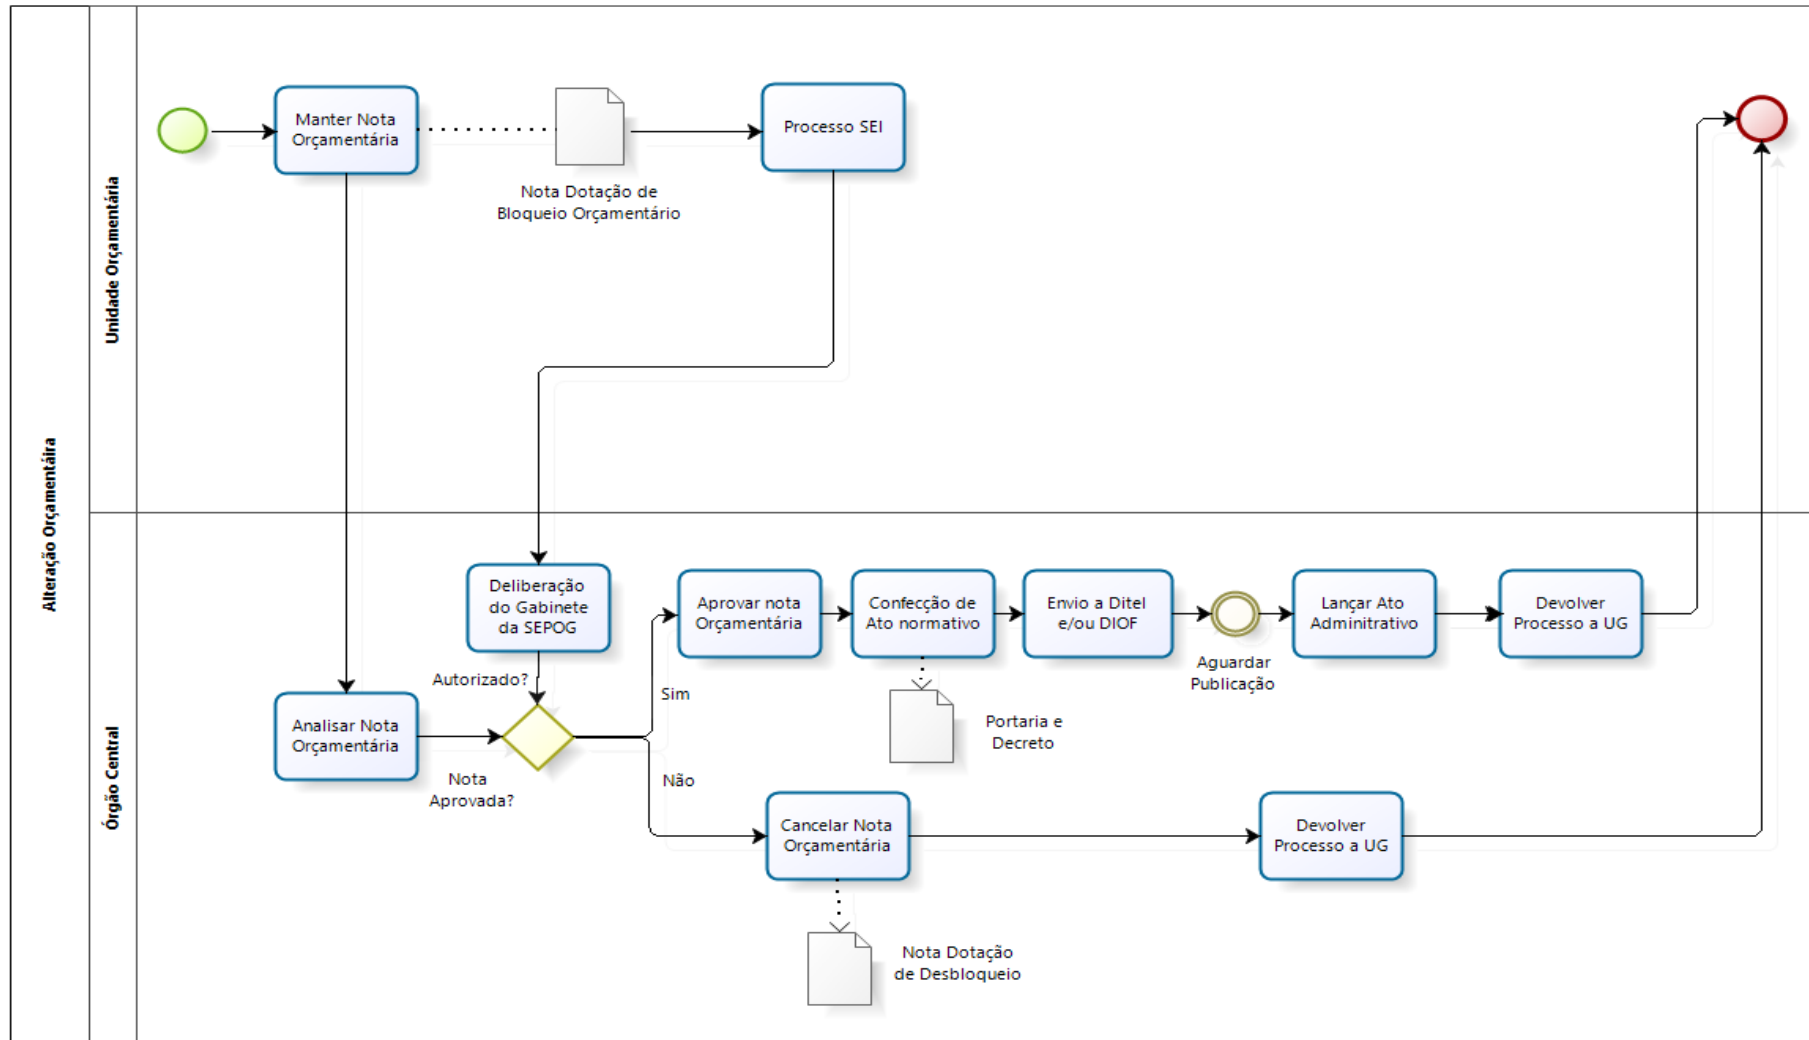 Alteração Orçamentáira
Unidade Orçamentária
Manter Nota
Orçamentária
Nota Dotação de
Bloqueio Orçamentário
Processo SEI
Órgão Central
Deliberação
do Gabinete
da SEPOG
Autorizado?
Analisar Nota
Orçamentária
Nota
Aprovada?
Sim
Não
Aprovar nota
Orçamentária
Confecção de
Ato normativo
Portaria e
Decreto
Envio a Ditel
e/ou DIOF
Aguardar
Publicação
Lançar Ato
Adminitrativo
Devolver
Processo a UG
Cancelar Nota
Orçamentária
Nota Dotação
de Desbloqueio
Devolver
Processo a UG